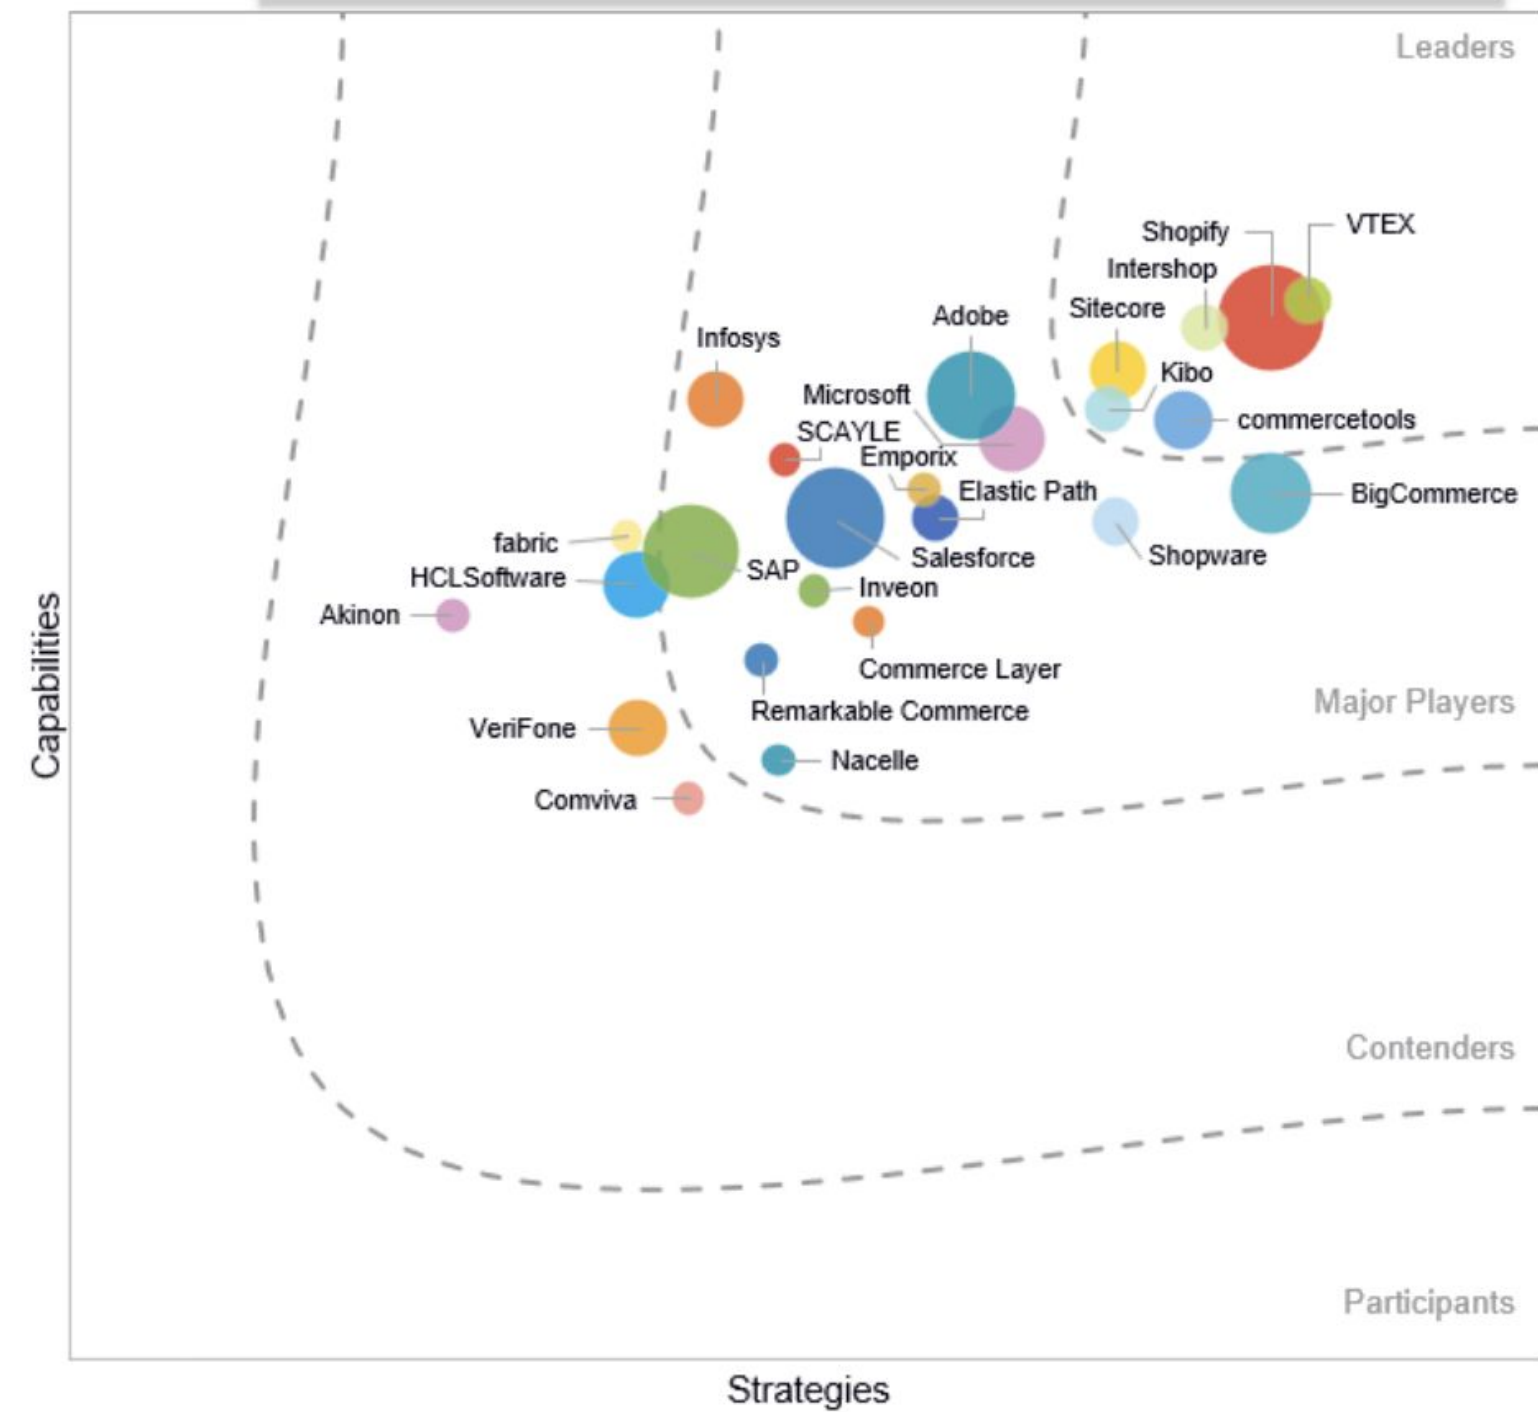 Leaders
VTEX
Shopify
Intershop
Sitecore
Adobe
Infosys
Kibo
Microsoft
commercetools
SCAYLE
Emporix
Elastic Path
BigCommerce
fabric
Salesforce
Shopware
SAP
HCLSoftware
Inveon
Akinon
Commerce Layer
Capabilities
Major Players
Remarkable Commerce
VeriFone
Nacelle
Comviva
Contenders
Participants
Strategies